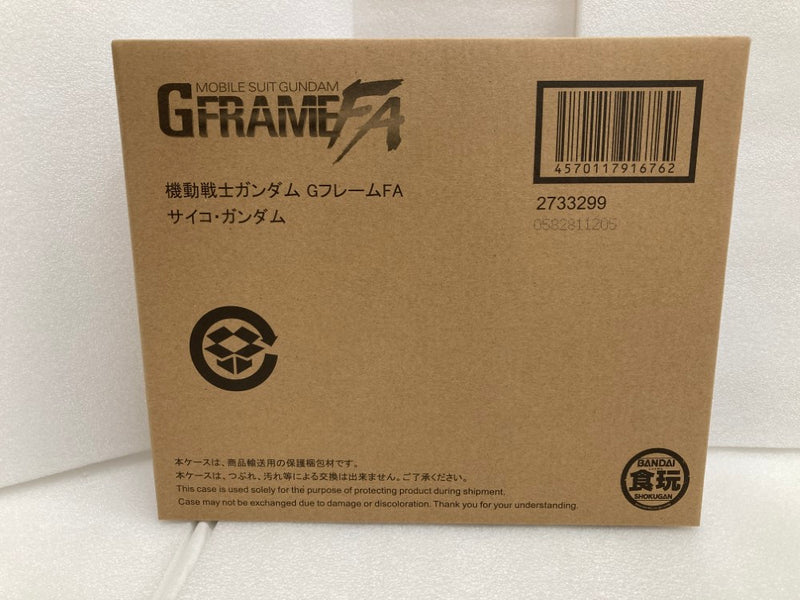 MOBILE SUIT GUNDAM
GFRAMEFA
機動戦士ガンダム GフレームFA
サイコ・ガンダム
4570117916762
2733299
0582811205
本ケースは、商品輸送用の保護梱包材です。
本ケースは、つぶれ、汚れ等による交換は出来ません。ご了承ください。
This case is used solely for the purpose of protecting product during shipment.
Case may not be exchanged due to damage or discoloration. Thank you for your understanding.
BANDAI
食玩
SHOKUGAN